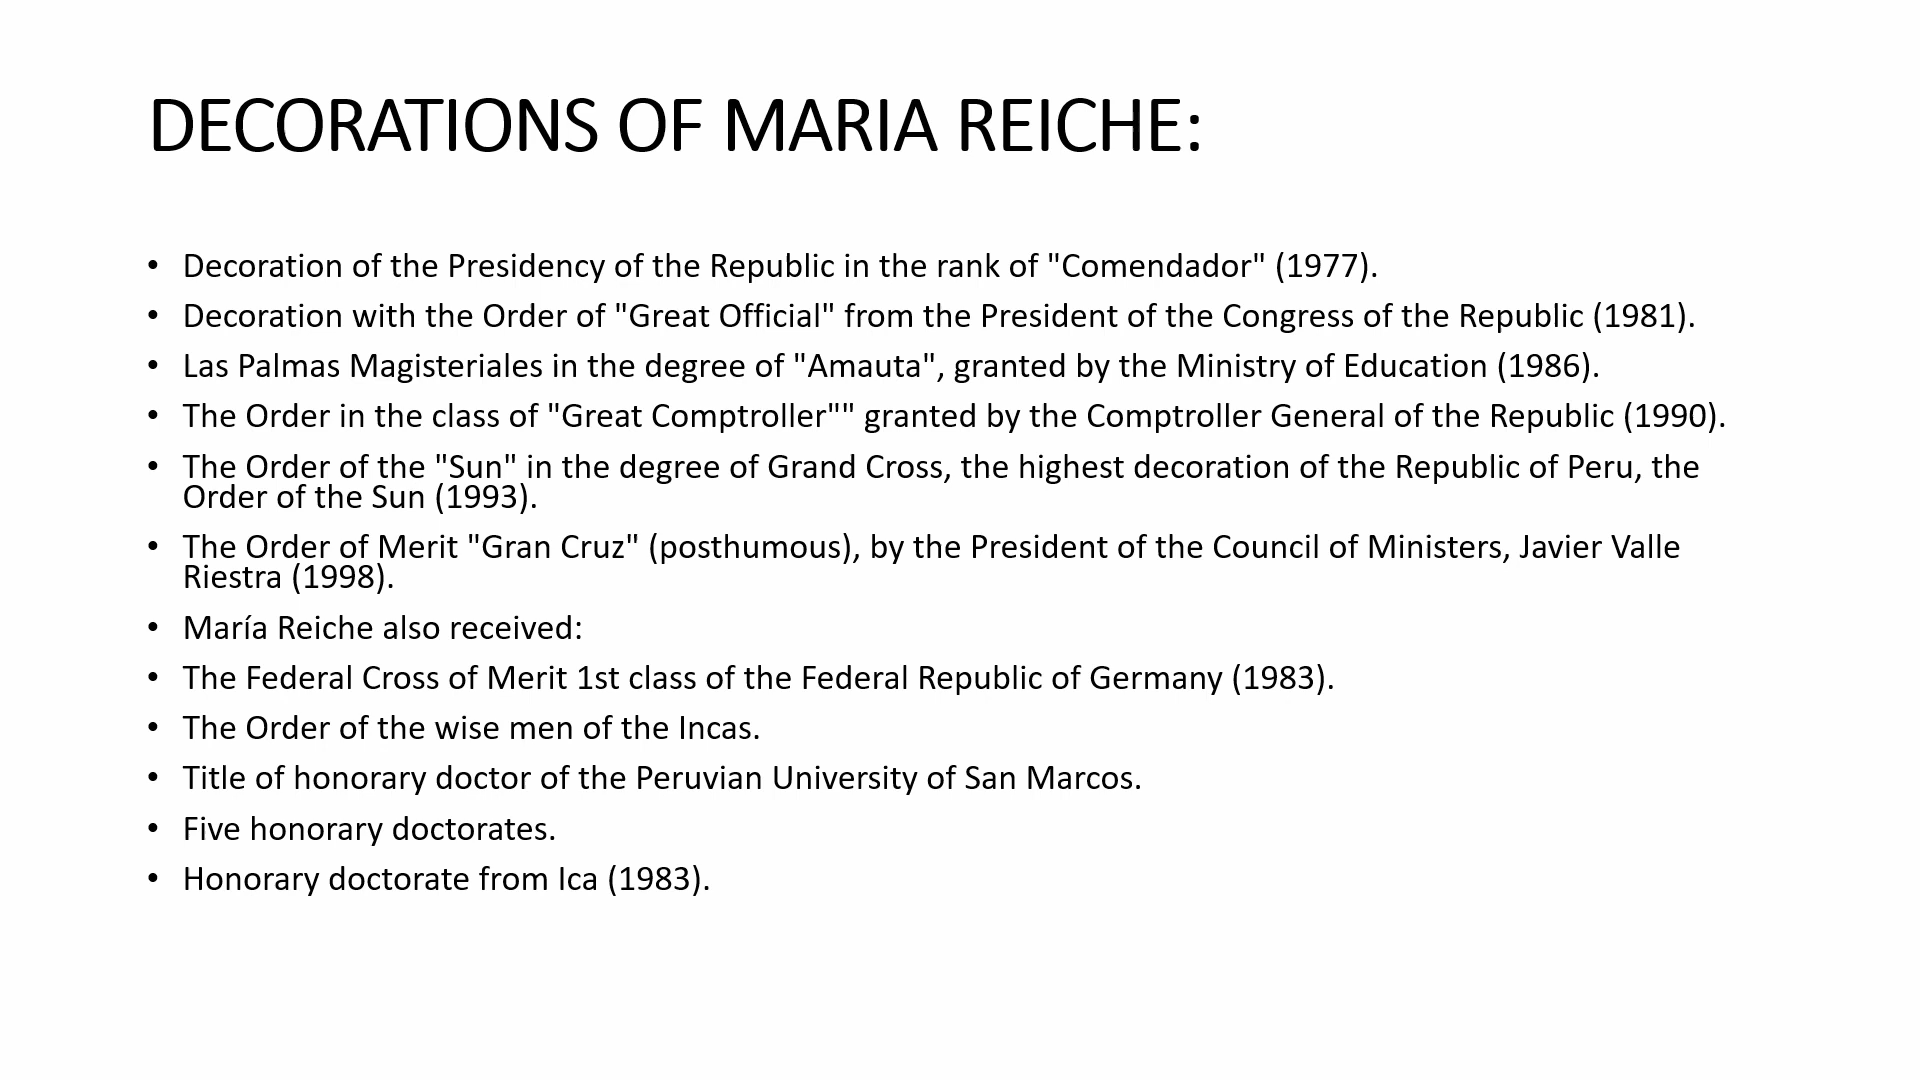 DECORATIONS OF MARIA REICHE:
• Decoration of the Presidency of the Republic in the rank of "Comendador" (1977).
• Decoration with the Order of "Great Official" from the President of the Congress of the Republic (1981).
• Las Palmas Magisteriales in the degree of "Amauta", granted by the Ministry of Education (1986).
• The Order in the class of "Great Comptroller"" granted by the Comptroller General of the Republic (1990).
• The Order of the "Sun" in the degree of Grand Cross, the highest decoration of the Republic of Peru, the
Order of the Sun (1993).
• The Order of Merit "Gran Cruz" (posthumous), by the President of the Council of Ministers, Javier Valle
Riestra (1998).
• María Reiche also received:
• The Federal Cross of Merit 1st class of the Federal Republic of Germany (1983).
• The Order of the wise men of the Incas.
• Title of honorary doctor of the Peruvian University of San Marcos.
• Five honorary doctorates.
• Honorary doctorate from Ica (1983).